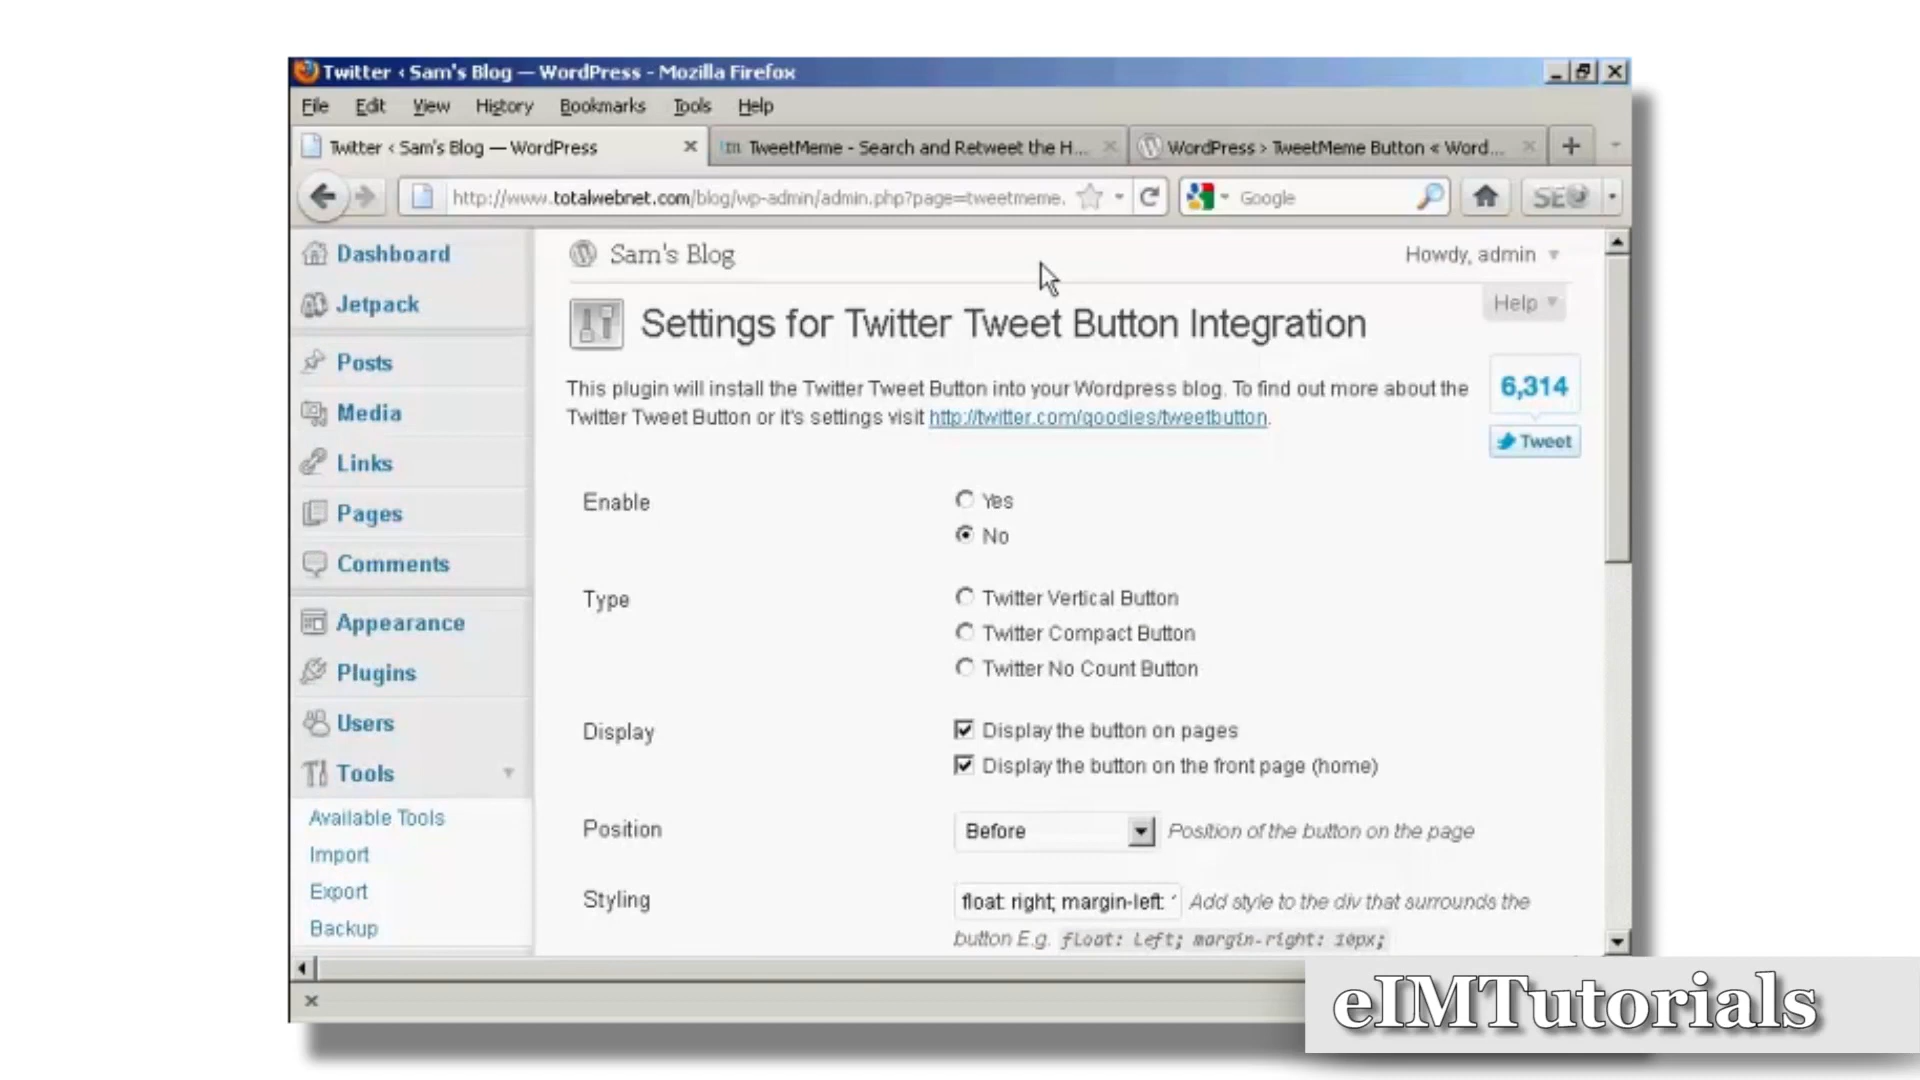 Twitter ‹ Sam's Blog — WordPress - Mozilla Firefox
File Edit View History Bookmarks Tools Help
Twitter ‹ Sam's Blog — WordPress
TweetMeme - Search and Retweet the H...
WordPress > TweetMeme Button « Word...
http://www.totalwebnet.com/blog/wp-admin/admin.php?page=tweetmeme.
Google
SEO
Dashboard
Jetpack
Posts
Media
Links
Pages
Comments
Appearance
Plugins
Users
Tools
Available Tools
Import
Export
Backup
Sam's Blog
Howdy, admin
Help
Settings for Twitter Tweet Button Integration
This plugin will install the Twitter Tweet Button into your Wordpress blog. To find out more about the
Twitter Tweet Button or it's settings visit http://twitter.com/goodies/tweetbutton.
6,314
Tweet
Enable
Yes
No
Type
Twitter Vertical Button
Twitter Compact Button
Twitter No Count Button
Display
Display the button on pages
Display the button on the front page (home)
Position
Before
Position of the button on the page
Styling
float: right; margin-left:
Add style to the div that surrounds the
button E.g. float: left; margin-right: 10px;
eIMTutorials